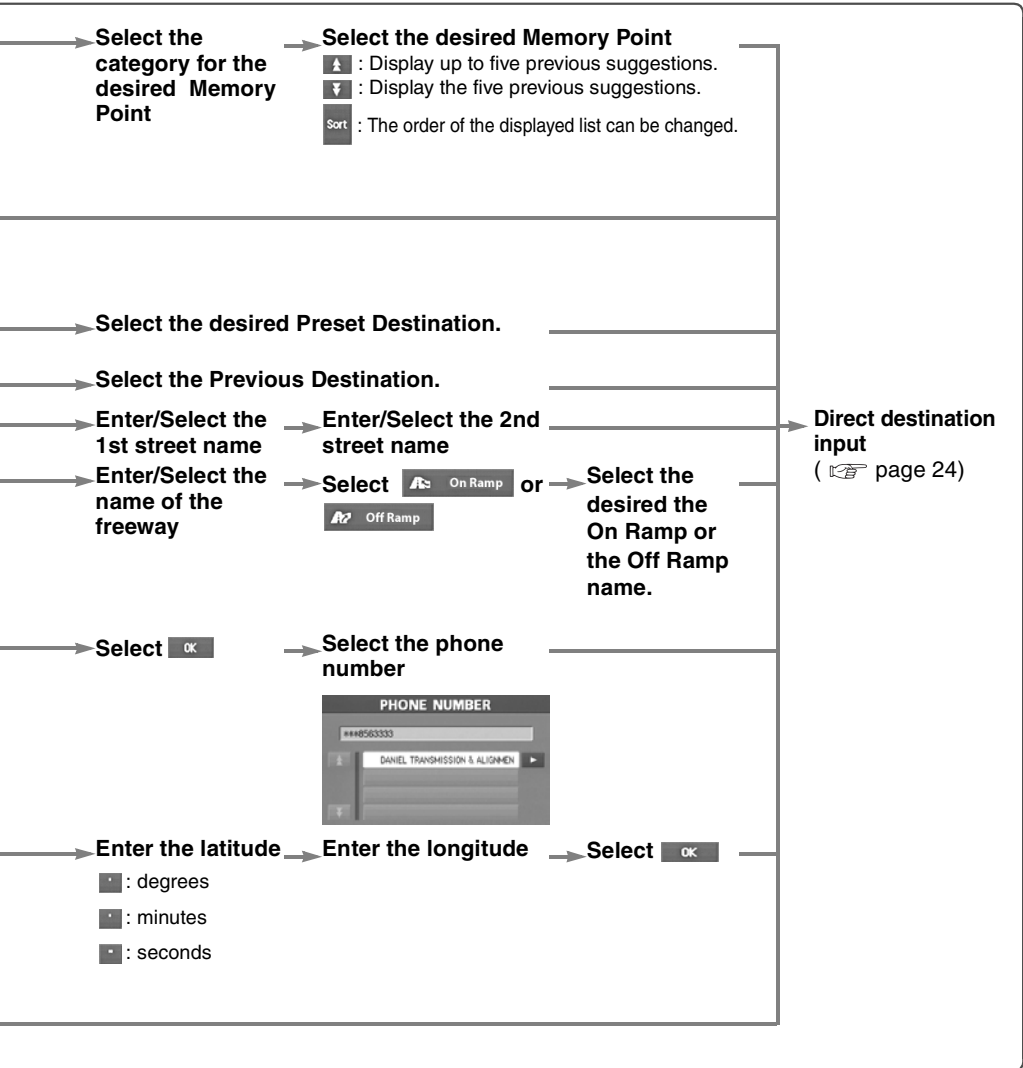 Select the
category for the
desired Memory
Point
Select the desired Memory Point
: Display up to five previous suggestions.
: Display the five previous suggestions.
Sort : The order of the displayed list can be changed.
Select the desired Preset Destination.
Select the Previous Destination.
Enter/Select the
1st street name
Enter/Select the 2nd
street name
Enter/Select the
name of the
freeway
Select On Ramp or
Off Ramp
Select the
desired the
On Ramp or
the Off Ramp
name.
Direct destination
input
( ☞ page 24)
Select OK
Select the phone
number
PHONE NUMBER
***8563333
DANIEL TRANSMISSION & ALIGNMEN
Enter the latitude
° : degrees
' : minutes
" : seconds
Enter the longitude
Select OK